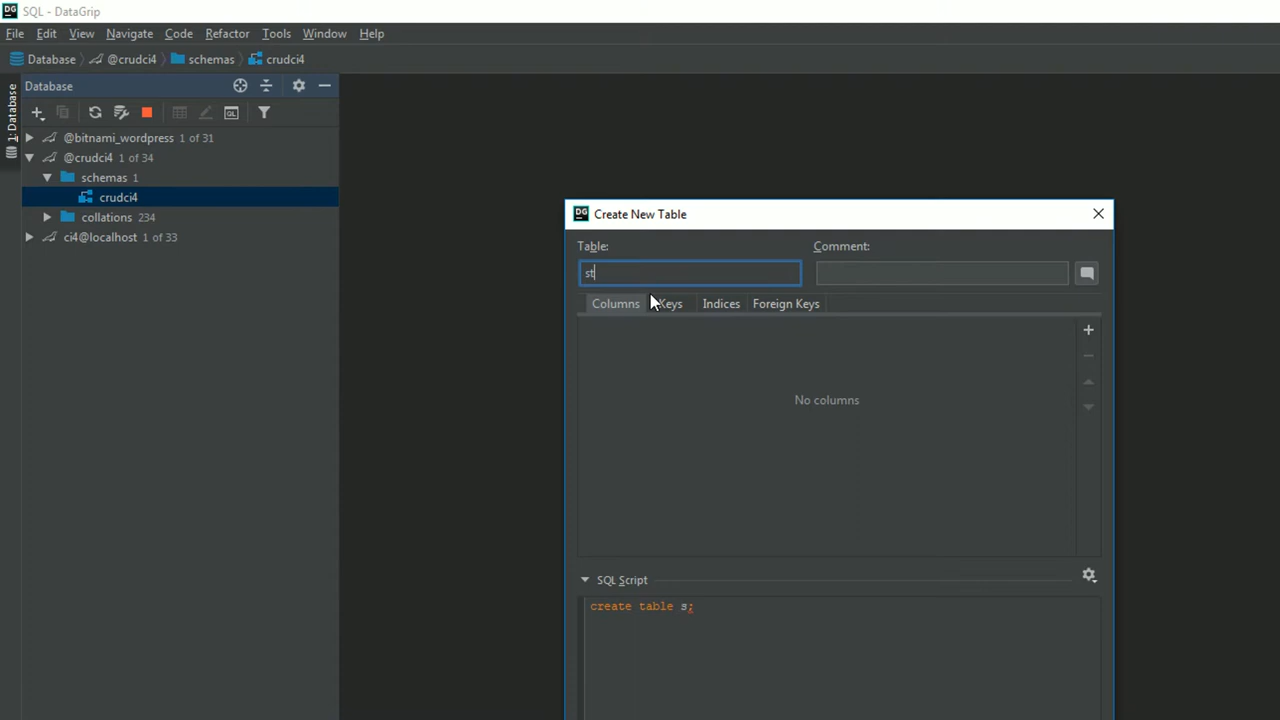 SQL - DataGrip
File Edit View Navigate Code Refactor Tools Window Help
Database @crudci4 schemas crudci4
1: Database
Database
QL
@bitnami_wordpress 1 of 31
@crudci4 1 of 34
schemas 1
crudci4
collations 234
ci4@localhost 1 of 33
DG Create New Table
Table: Comment:
st
Columns Keys Indices Foreign Keys
No columns
SQL Script
create table s;